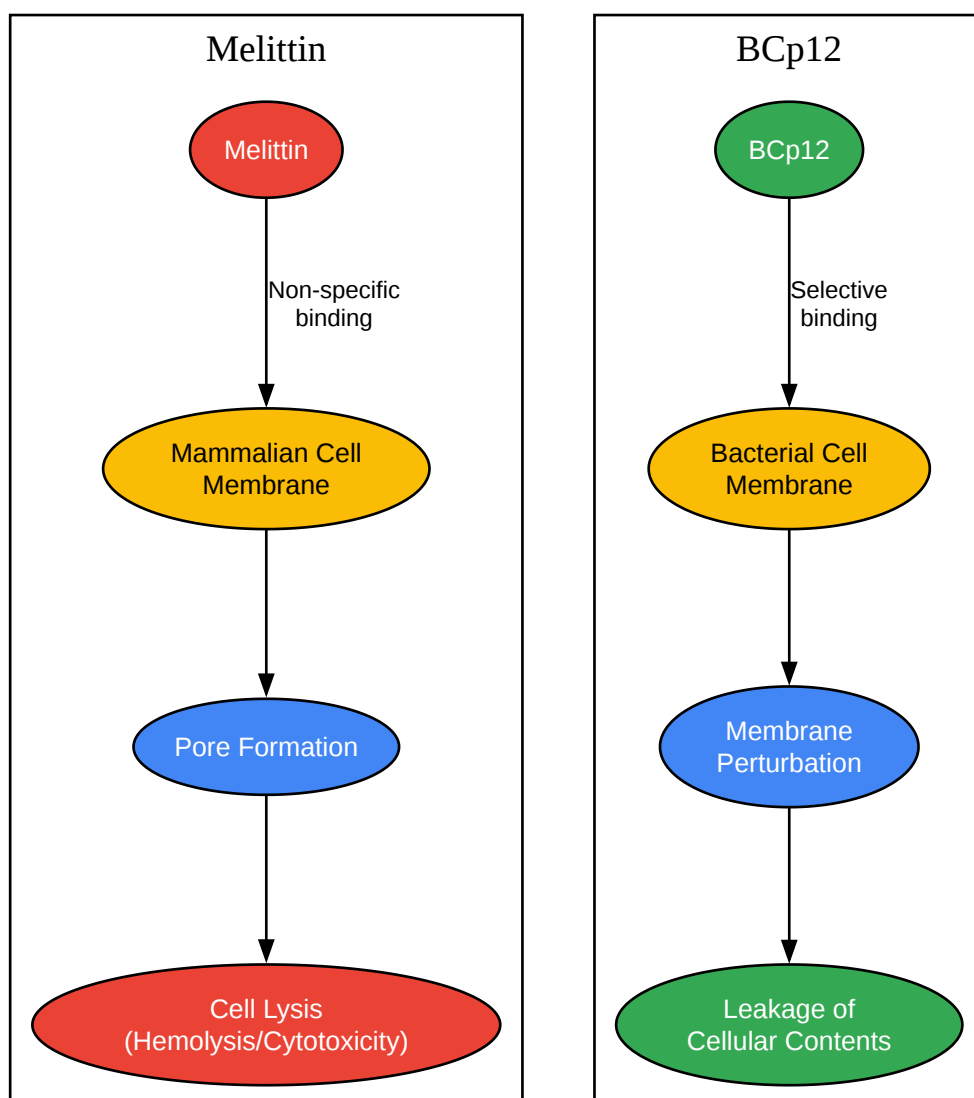 Melittin
Melittin
Non-specific
binding
Mammalian Cell
Membrane
Pore Formation
Cell Lysis
(Hemolysis/Cytotoxicity)
BCp12
BCp12
Selective
binding
Bacterial Cell
Membrane
Membrane
Perturbation
Leakage of
Cellular Contents